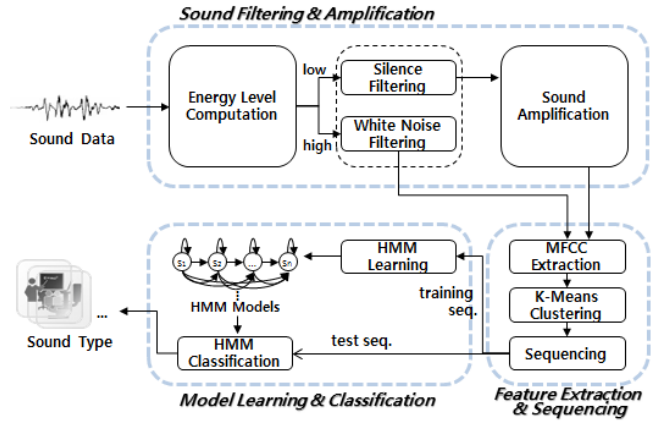 Sound Filtering & Amplification
low
Energy Level
Computation
Silence
Filtering
Sound
Amplification
Sound Data
White Noise
Filtering
high
S1
S2
...
Sn
HMM
Learning
MFCC
Extraction
training
seq.
K-Means
Clustering
HMM Models
...
Sound Type
HMM
Classification
test seq.
Sequencing
Model Learning & Classification
Feature Extraction
& Sequencing